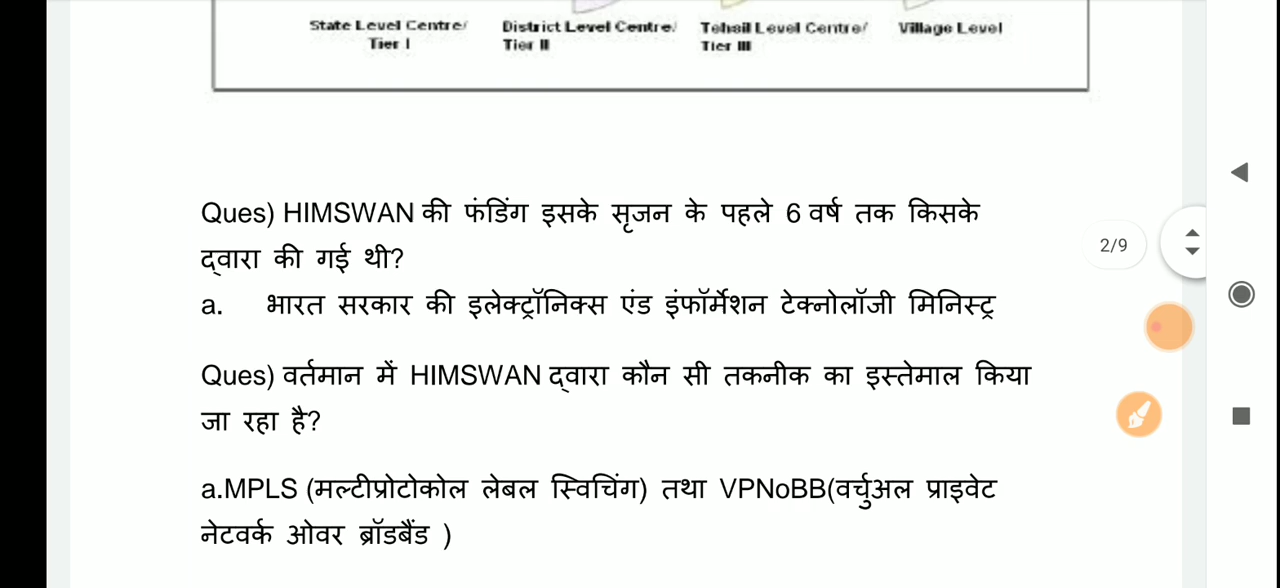 State Level Centre/ District Level Centre/ Tehsil Level Centre/ Village Level
Tier I Tier II Tier III
Ques) HIMSWAN की फंडिंग इसके सृजन के पहले 6 वर्ष तक किसके
द्वारा की गई थी?
2/9
a. भारत सरकार की इलेक्ट्रॉनिक्स एंड इंफॉर्मेशन टेक्नोलॉजी मिनिस्ट्र
Ques) वर्तमान में HIMSWAN द्वारा कौन सी तकनीक का इस्तेमाल किया
जा रहा है?
a.MPLS (मल्टीप्रोटोकोल लेबल स्विचिंग) तथा VPNoBB(वर्चुअल प्राइवेट
नेटवर्क ओवर ब्रॉडबैंड )